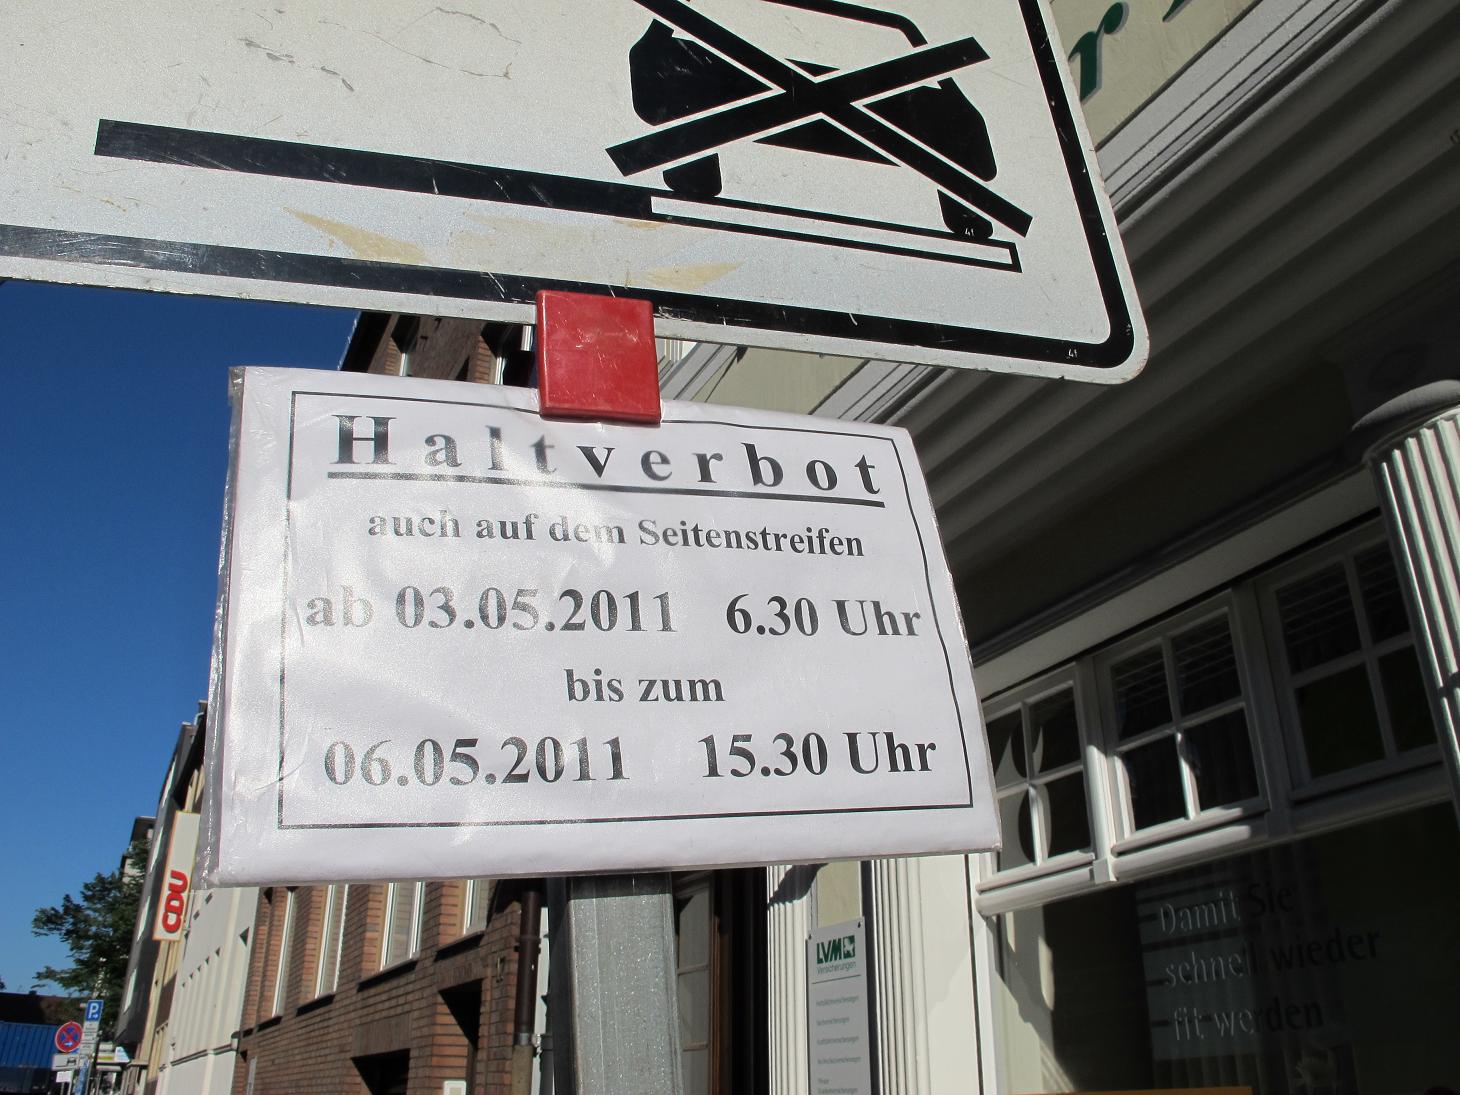 Haltverbot
auch auf dem Seitenstreifen
ab 03.05.2011 6.30 Uhr
bis zum
06.05.2011 15.30 Uhr
CDU
P
LVM
Versicherungen
Damit Sie
schnell wieder
fit werden
r